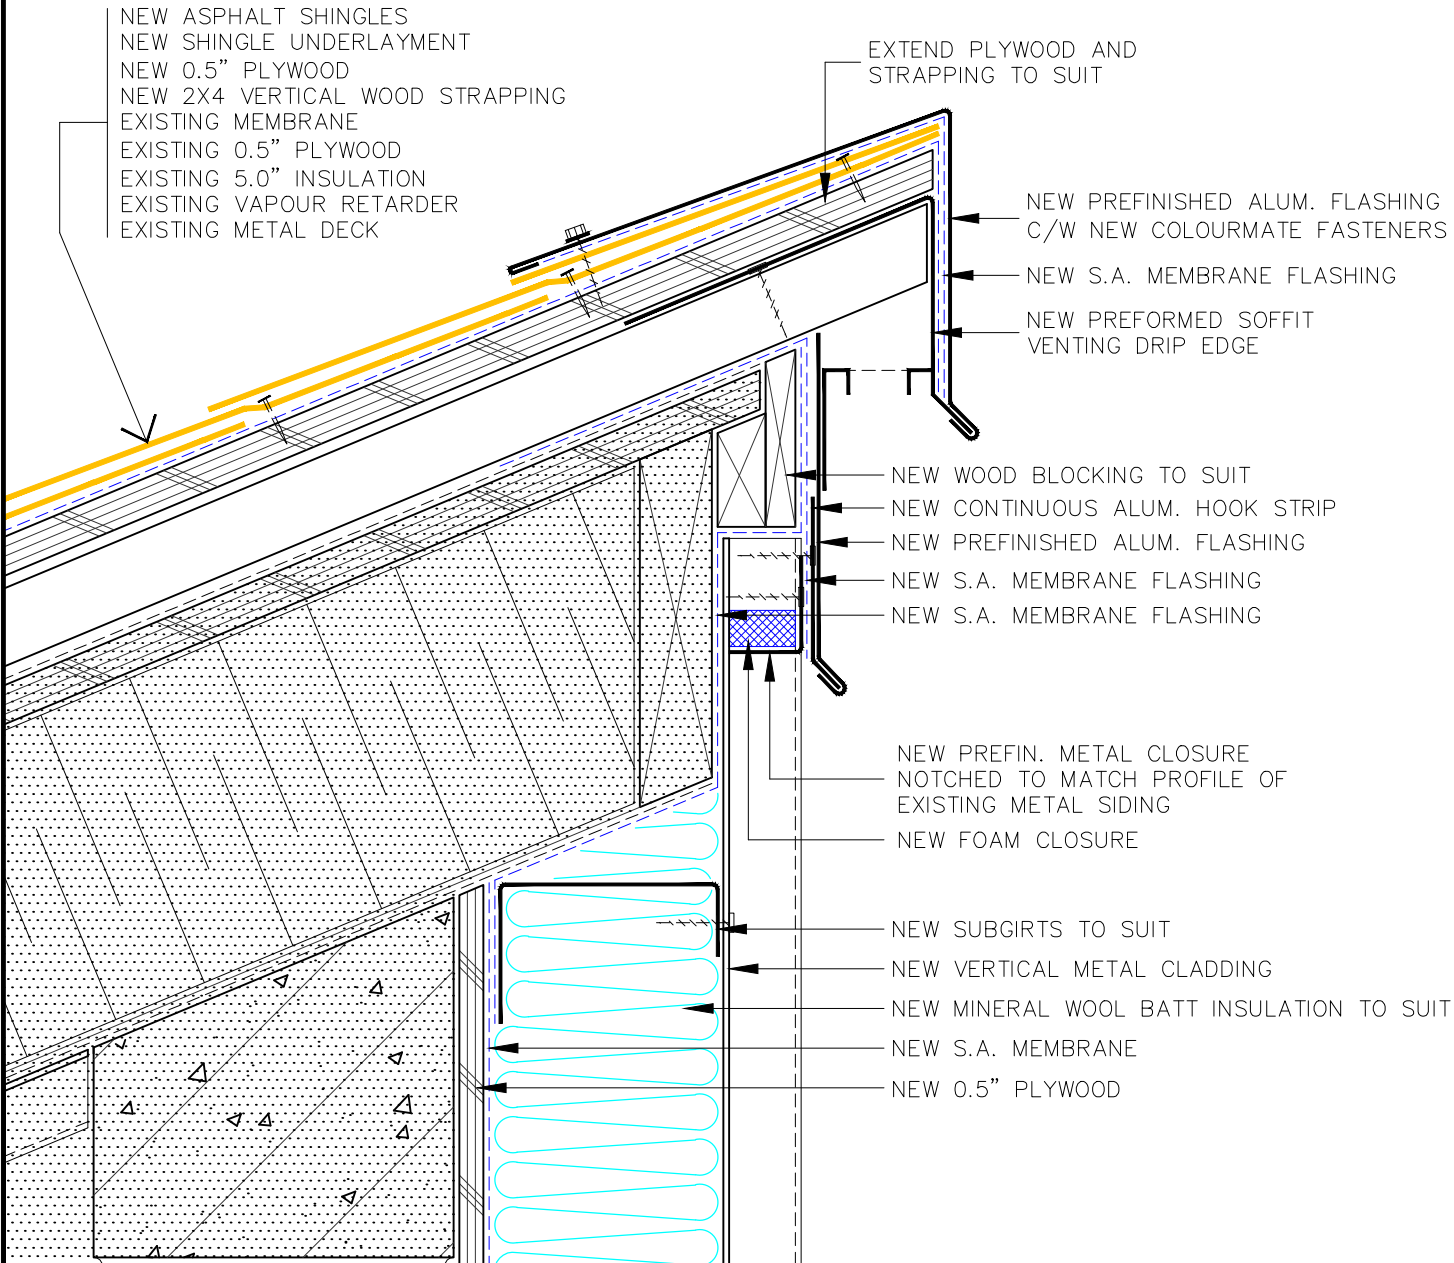 NEW ASPHALT SHINGLES
NEW SHINGLE UNDERLAYMENT
NEW 0.5” PLYWOOD
NEW 2X4 VERTICAL WOOD STRAPPING
EXISTING MEMBRANE
EXISTING 0.5” PLYWOOD
EXISTING 5.0” INSULATION
EXISTING VAPOUR RETARDER
EXISTING METAL DECK
EXTEND PLYWOOD AND
STRAPPING TO SUIT
NEW PREFINISHED ALUM. FLASHING
C/W NEW COLOURMATE FASTENERS
NEW S.A. MEMBRANE FLASHING
NEW PREFORMED SOFFIT
VENTING DRIP EDGE
NEW WOOD BLOCKING TO SUIT
NEW CONTINUOUS ALUM. HOOK STRIP
NEW PREFINISHED ALUM. FLASHING
NEW S.A. MEMBRANE FLASHING
NEW S.A. MEMBRANE FLASHING
NEW PREFIN. METAL CLOSURE
NOTCHED TO MATCH PROFILE OF
EXISTING METAL SIDING
NEW FOAM CLOSURE
NEW SUBGIRTS TO SUIT
NEW VERTICAL METAL CLADDING
NEW MINERAL WOOL BATT INSULATION TO SUIT
NEW S.A. MEMBRANE
NEW 0.5” PLYWOOD